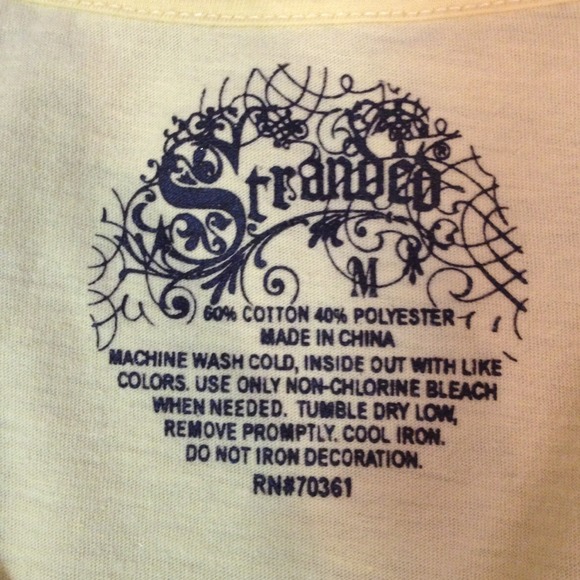 Stranded®
M
60% COTTON 40% POLYESTER
MADE IN CHINA
MACHINE WASH COLD, INSIDE OUT WITH LIKE
COLORS. USE ONLY NON-CHLORINE BLEACH
WHEN NEEDED. TUMBLE DRY LOW,
REMOVE PROMPTLY. COOL IRON.
DO NOT IRON DECORATION.
RN#70361